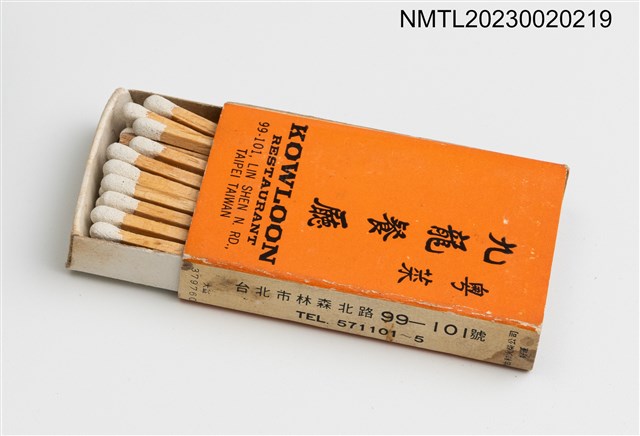 NMTL20230020219
KOWLOON
RESTAURANT
99-101, LIN SHEN N, RD.,
TAIPEI TAIWAN
粵菜
九龍餐廳
台北市林森北路99-101號
TEL. 571101-5